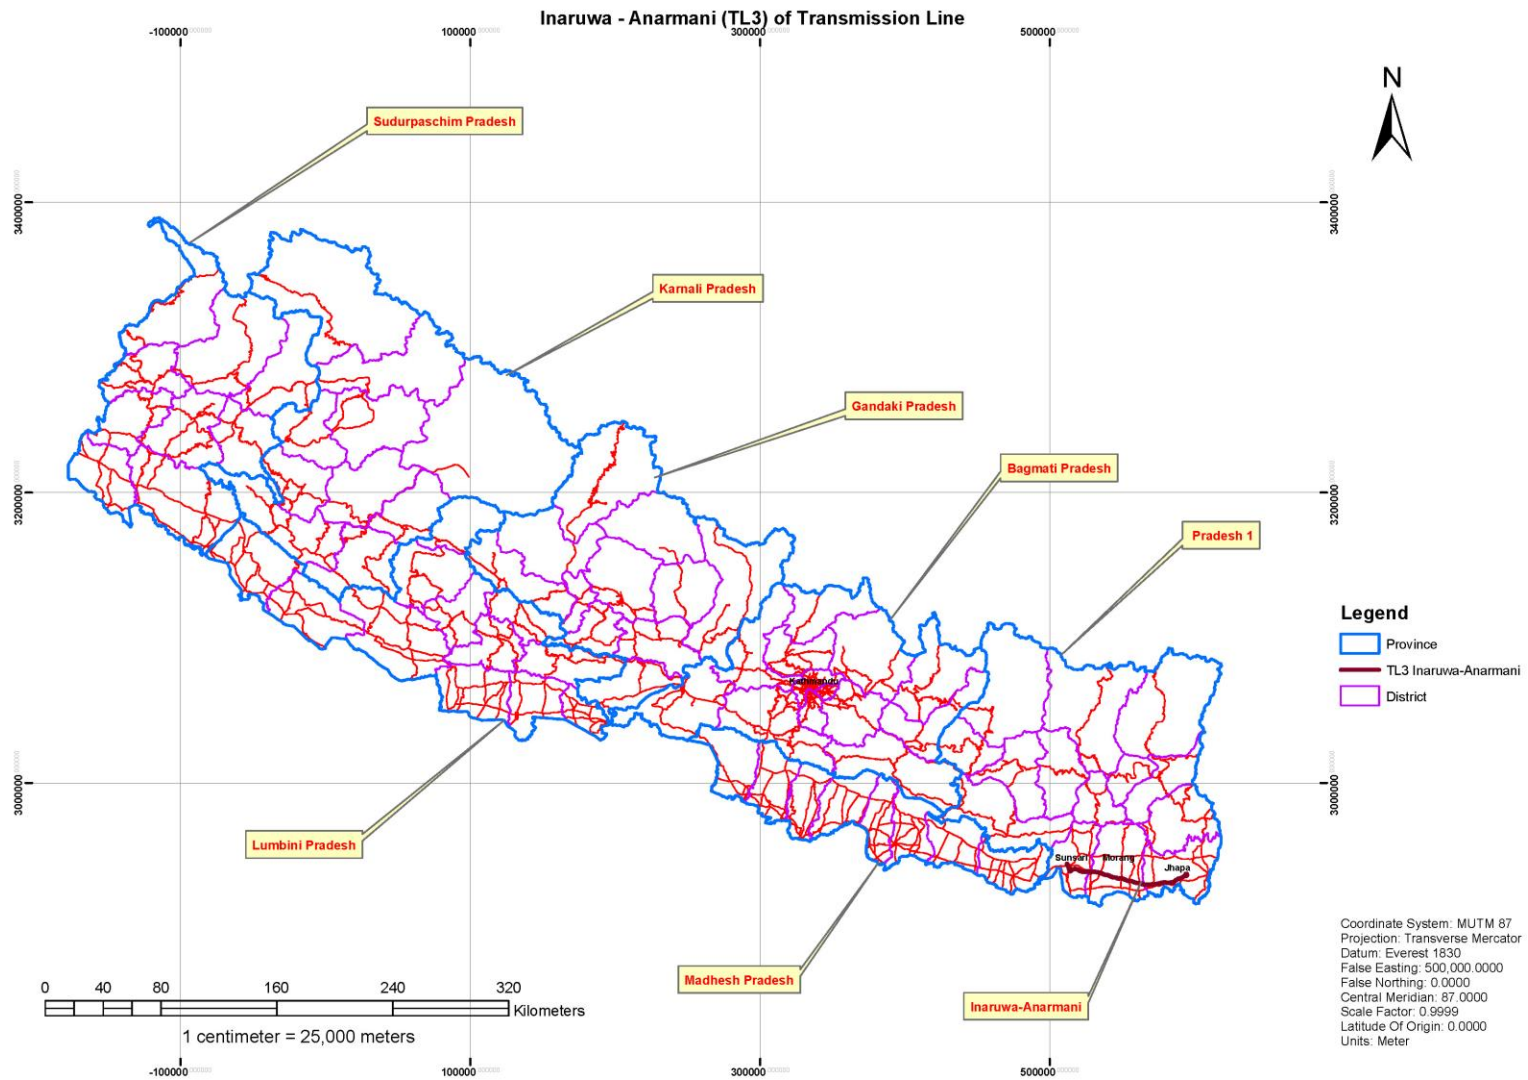 Inaruwa - Anarmani (TL3) of Transmission Line
-100000
100000
300000
500000
N
Sudurpaschim Pradesh
3400000
3400000
Karnali Pradesh
Gandaki Pradesh
Bagmati Pradesh
3200000
3200000
Pradesh 1
Legend
Province
TL3 Inaruwa-Anarmani
District
Kathmandu
3000000
3000000
Lumbini Pradesh
Sunsari
Morang
Jhapa
Madhesh Pradesh
Inaruwa-Anarmani
0 40 80 160 240 320
Kilometers
1 centimeter = 25,000 meters
Coordinate System: MUTM 87
Projection: Transverse Mercator
Datum: Everest 1830
False Easting: 500,000.0000
False Northing: 0.0000
Central Meridian: 87.0000
Scale Factor: 0.9999
Latitude Of Origin: 0.0000
Units: Meter
-100000
100000
300000
500000